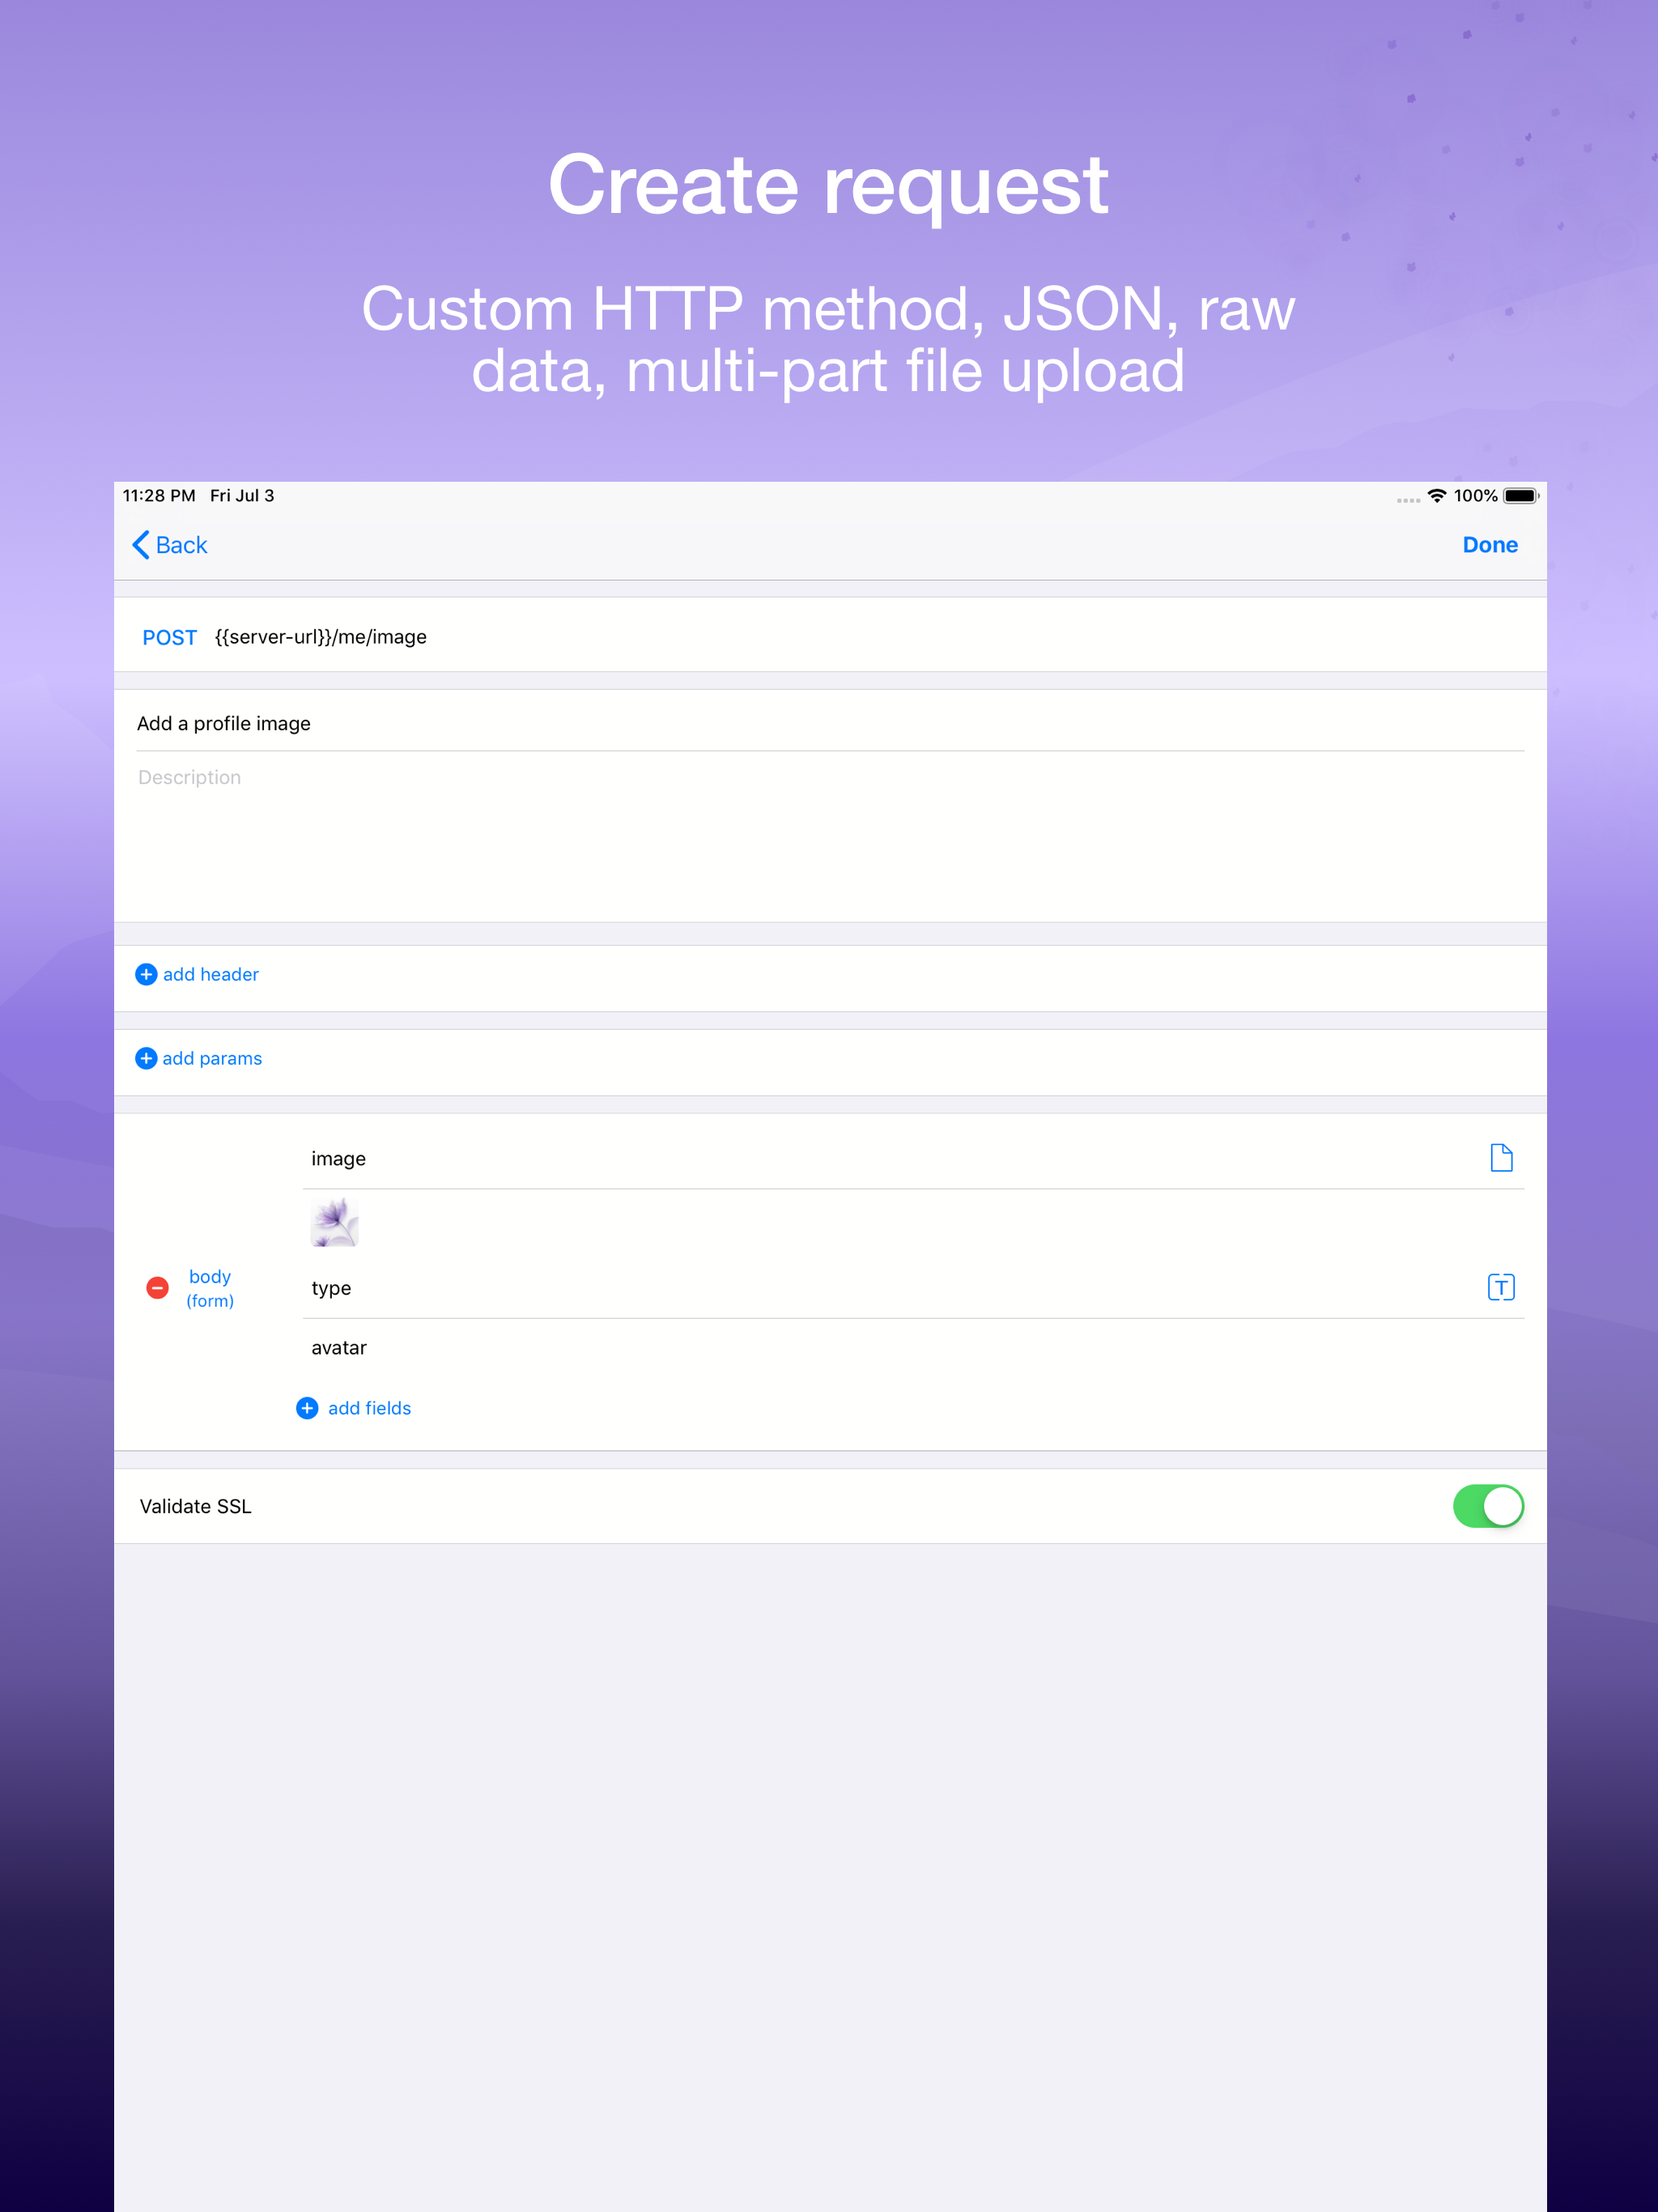 Create request
Custom HTTP method, JSON, raw
data, multi-part file upload
11:28 PM Fri Jul 3 100%
Back Done
POST {{server-url}}/me/image
Add a profile image
Description
add header
add params
image
body
(form)
type
T
avatar
add fields
Validate SSL